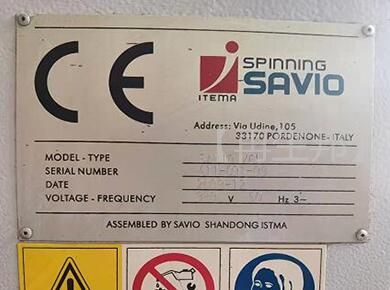 CE
ITEMA
SPINNING
SAVIO
Address: Via Udine, 105
33170 PORDENONE-ITALY
MODEL-TYPE
SERIAL NUMBER
DATE
VOLTAGE-FREQUENCY V Hz 3~
ASSEMBLED BY SAVIO SHANDONG ISTMA